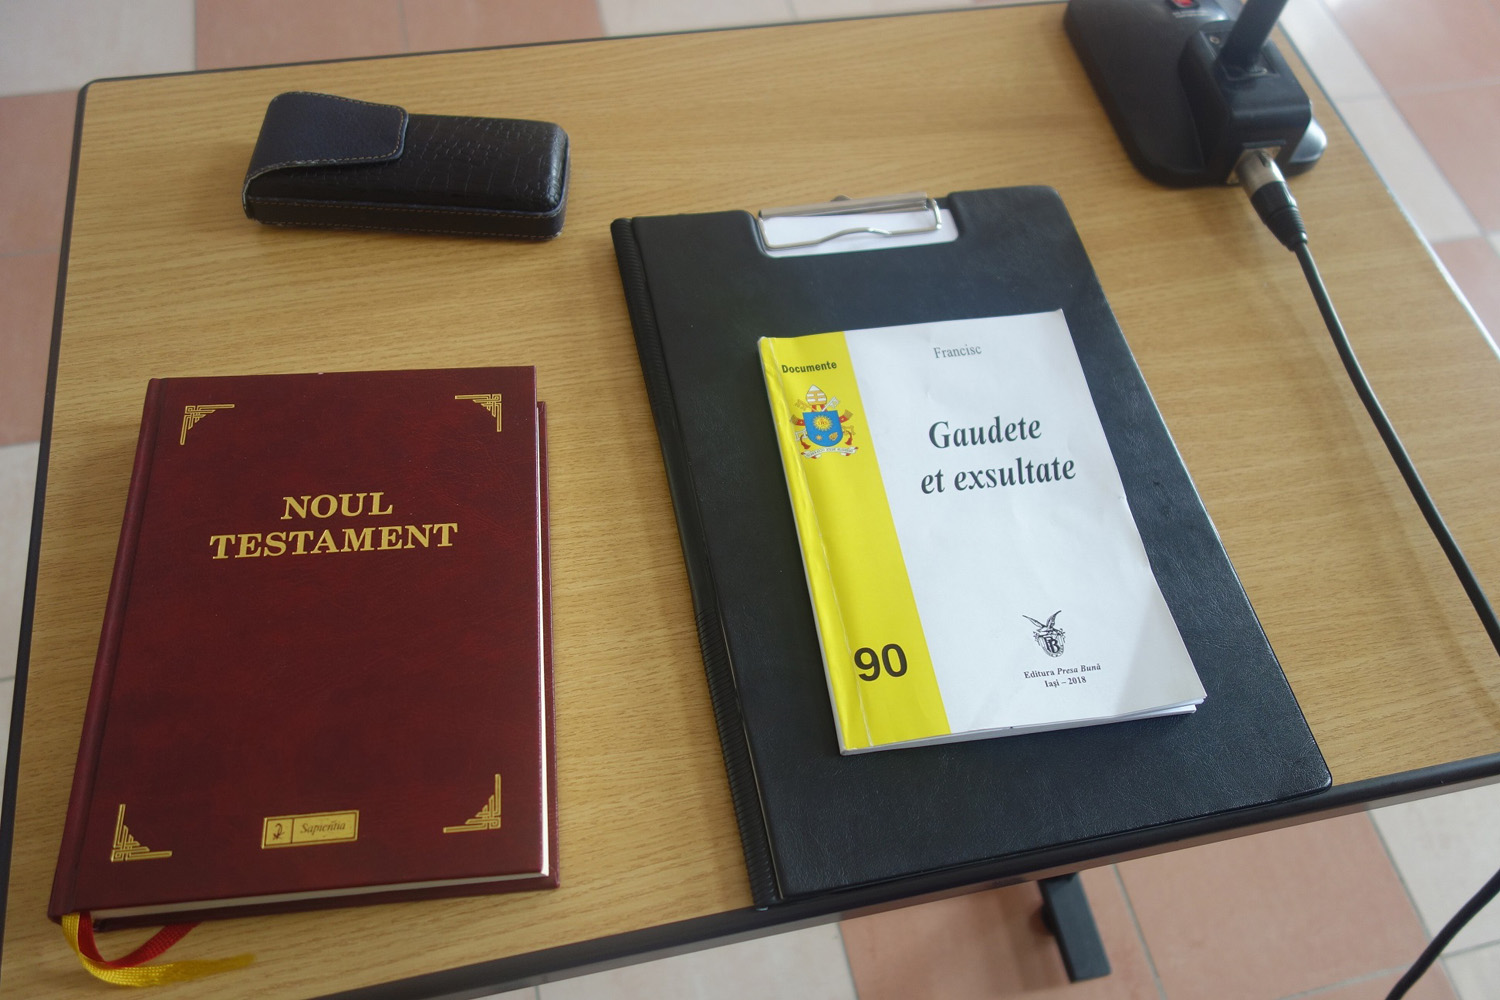 NOUL
TESTAMENT
Sapientia
Documente
Francisc
Gaudete
et exsultate
90
Editura Presa Bună
Iași – 2018